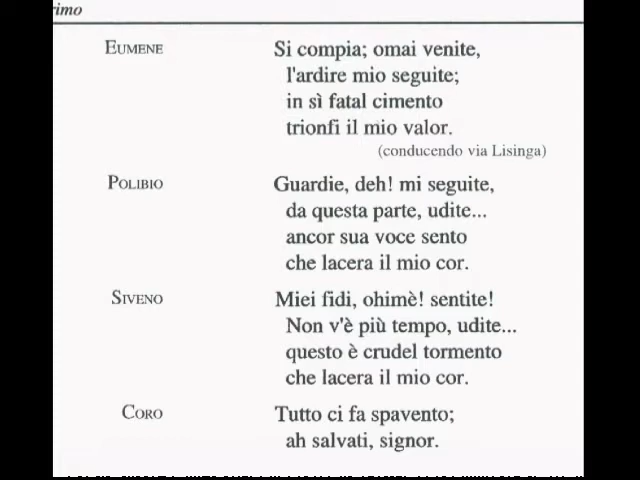 rimo
EUMENE Si compia; omai venite,
l'ardire mio seguite;
in sì fatal cimento
trionfi il mio valor.
(conducendo via Lisinga)
POLIBIO Guardie, deh! mi seguite,
da questa parte, udite...
ancor sua voce sento
che lacera il mio cor.
SIVENO Miei fidi, ohimè! sentite!
Non v'è più tempo, udite...
questo è crudel tormento
che lacera il mio cor.
CORO Tutto ci fa spavento;
ah salvati, signor.